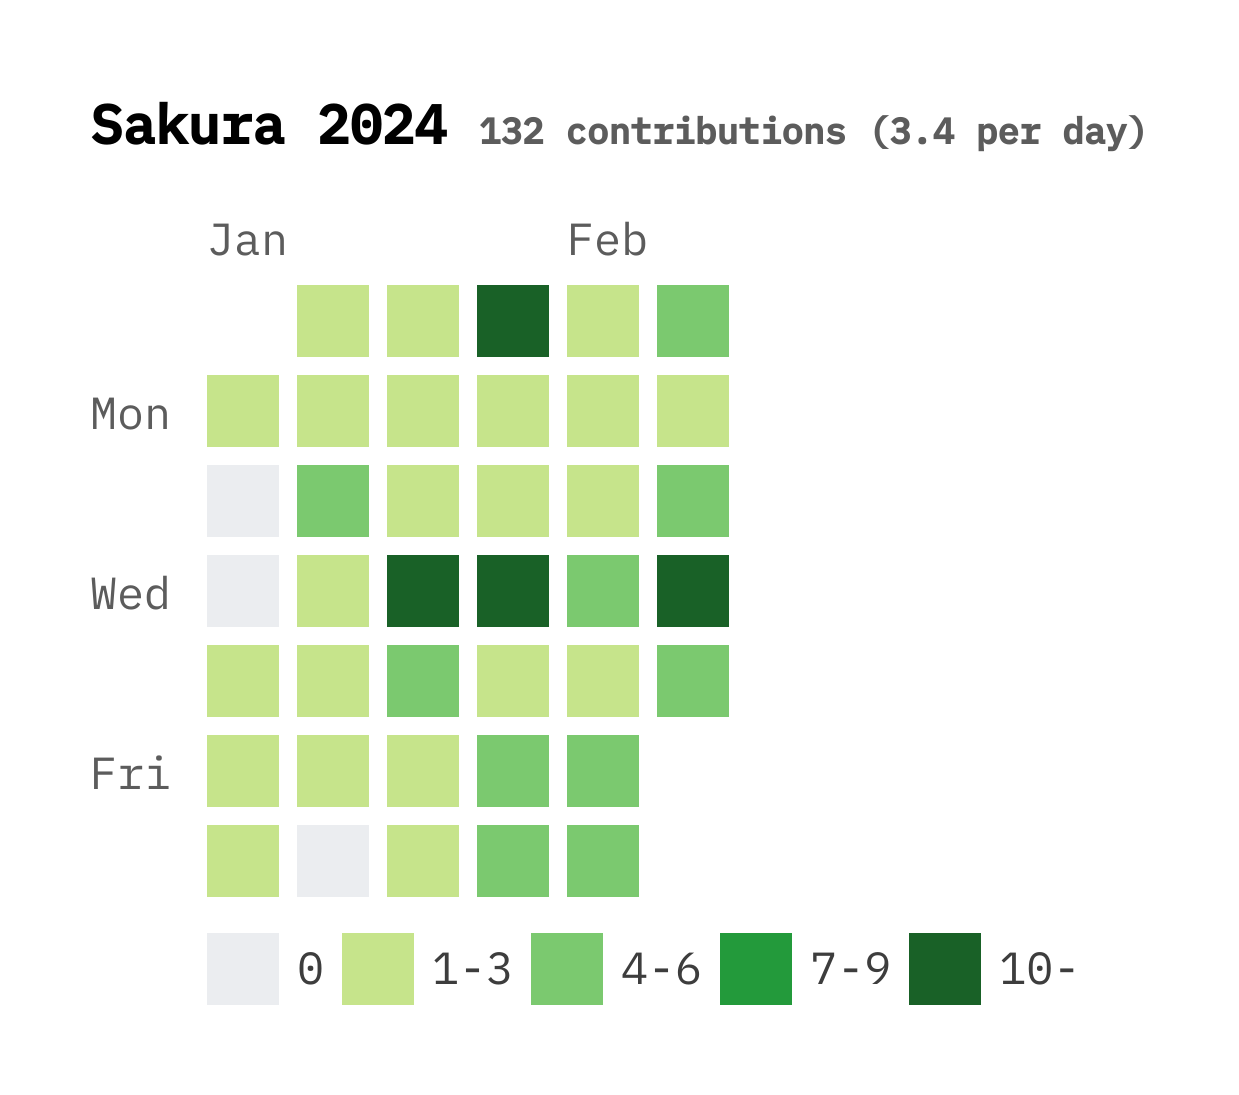 Sakura 2024 132 contributions (3.4 per day)
Jan Feb
Mon
Wed
Fri
0 1-3 4-6 7-9 10-